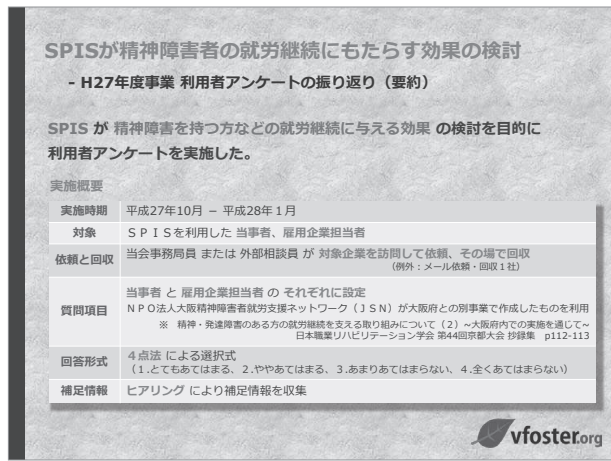 SPISが精神障害者の就労継続にもたらす効果の検討
- H27年度事業 利用者アンケートの振り返り（要約）
SPIS が 精神障害を持つ方などの就労継続に与える効果 の検討を目的に
利用者アンケートを実施した。
実施概要
実施時期 平成27年10月 － 平成28年１月
対象 ＳＰＩＳを利用した 当事者、雇用企業担当者
依頼と回収 当会事務局員 または 外部相談員 が 対象企業を訪問して依頼、その場で回収
（例外：メール依頼・回収１社）
質問項目 当事者 と 雇用企業担当者 の それぞれに設定
ＮＰＯ法人大阪精神障害者就労支援ネットワーク（ＪＳＮ）が大阪府との別事業で作成したものを利用
※ 精神・発達障害のある方の就労継続を支える取り組みについて（２）~大阪府内での実施を通じて~
日本職業リハビリテーション学会 第44回京都大会 抄録集 p112-113
回答形式 ４点法 による選択式
（１.とてもあてはまる、２.ややあてはまる、３.あまりあてはまらない、４.全くあてはまらない）
補足情報 ヒアリング により補足情報を収集
vfoster.org